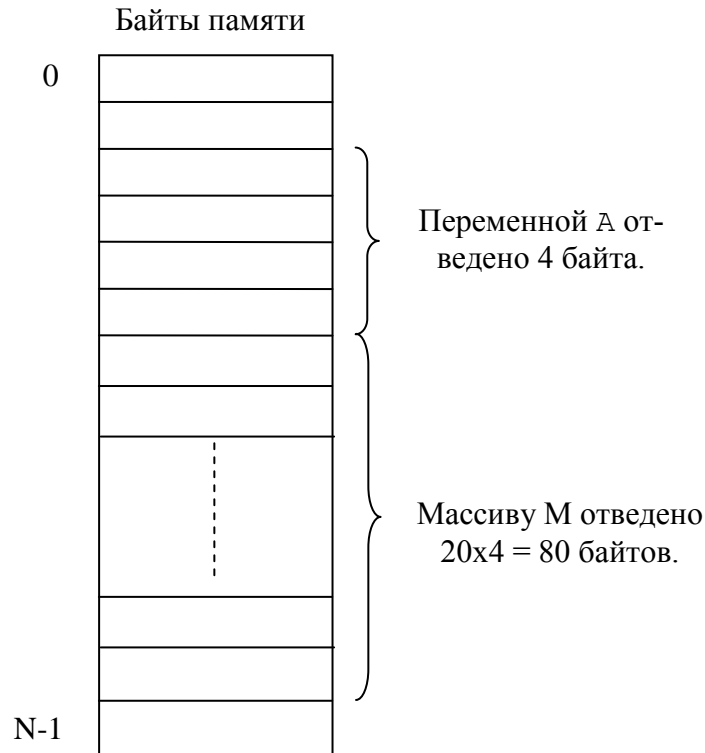 Байты памяти
0
Переменной A от-
ведено 4 байта.
Массиву M отведено
20x4 = 80 байтов.
N-1